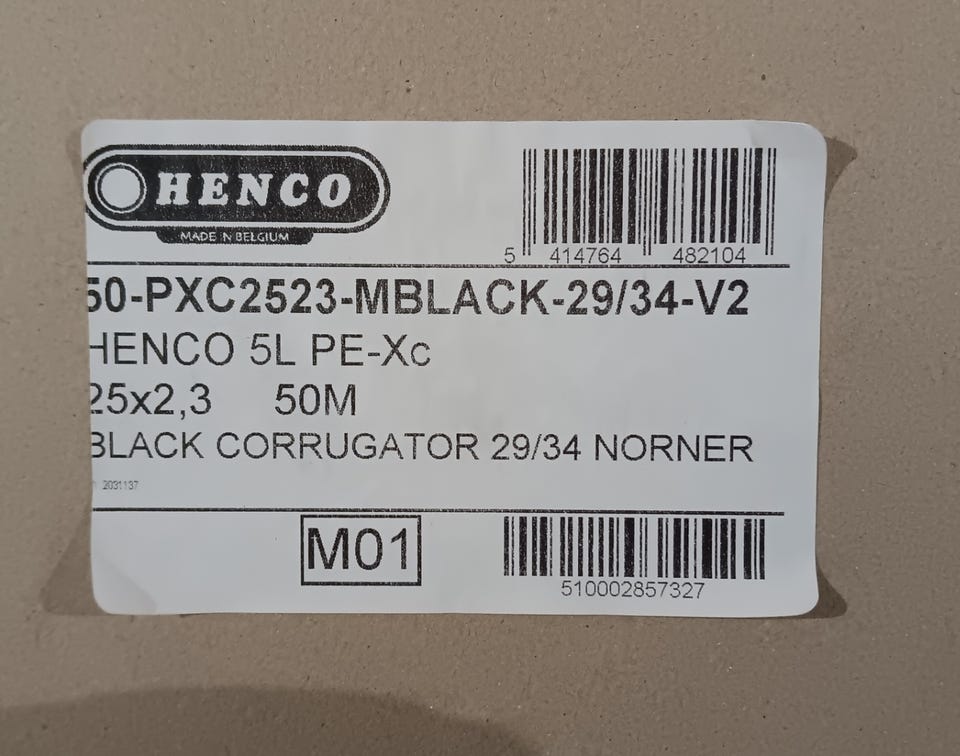 HENCO
MADE IN BELGIUM
5 414764 482104
50-PXC2523-MBLACK-29/34-V2
HENCO 5L PE-Xc
25x2,3 50M
BLACK CORRUGATOR 29/34 NORNER
2031137
M01
510002857327